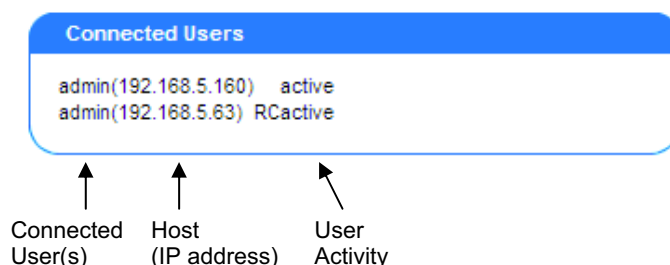 Connected Users
admin(192.168.5.160) active
admin(192.168.5.63) RCactive
Connected User(s)
Host (IP address)
User Activity